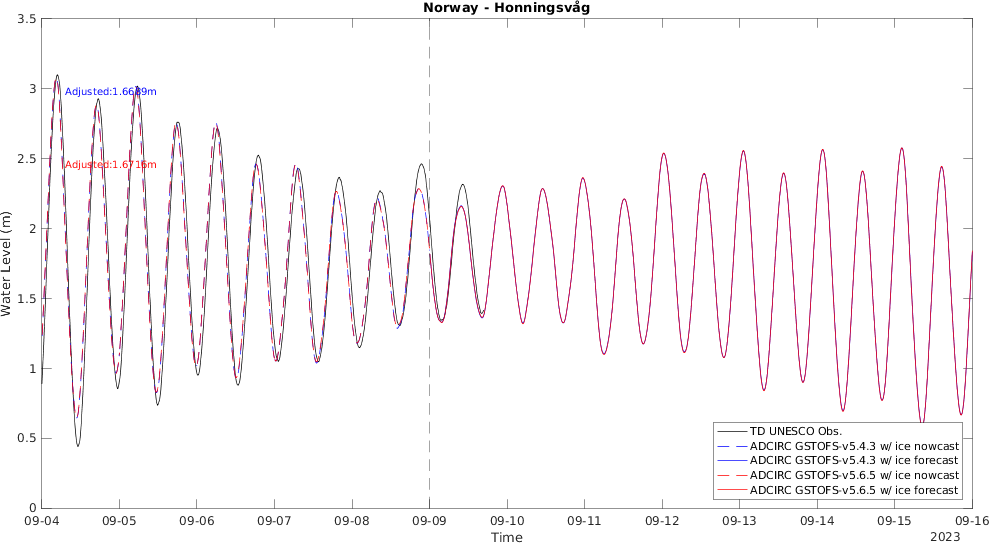 Norway - Honningsvåg
3.5
3
2.5
2
1.5
1
0.5
0
Water Level (m)
Adjusted:1.6689m
Adjusted:1.6716m
TD UNESCO Obs.
ADCIRC GSTOFS-v5.4.3 w/ ice nowcast
ADCIRC GSTOFS-v5.4.3 w/ ice forecast
ADCIRC GSTOFS-v5.6.5 w/ ice nowcast
ADCIRC GSTOFS-v5.6.5 w/ ice forecast
09-04 09-05 09-06 09-07 09-08 09-09 09-10 09-11 09-12 09-13 09-14 09-15 09-16
Time
2023